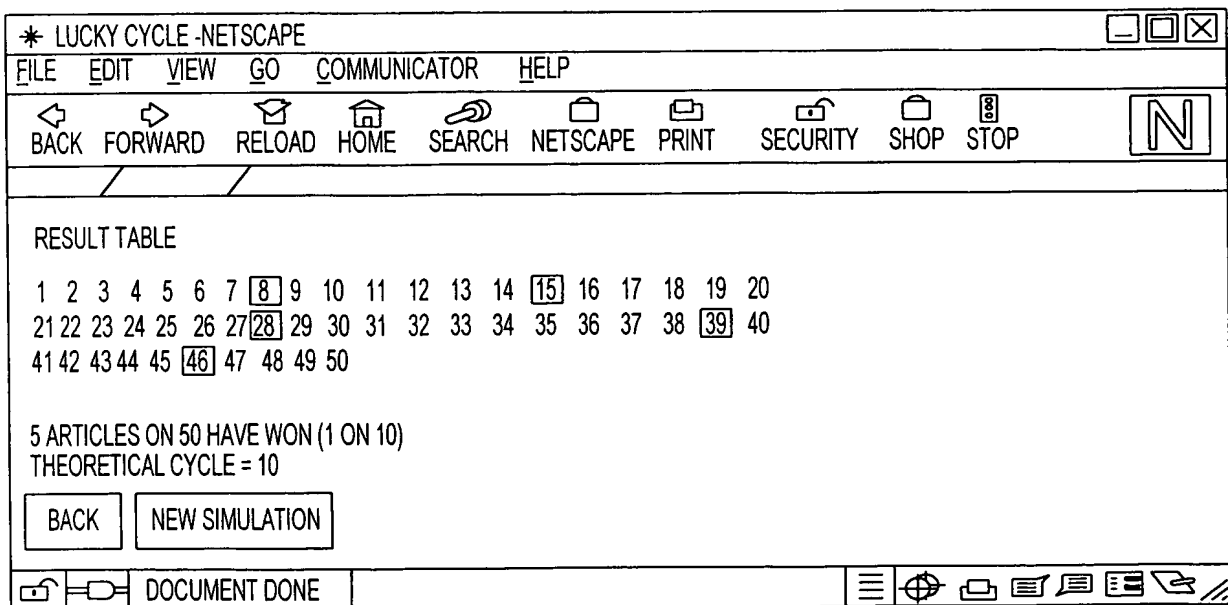 LUCKY CYCLE -NETSCAPE
FILE EDIT VIEW GO COMMUNICATOR HELP
BACK FORWARD RELOAD HOME SEARCH NETSCAPE PRINT SECURITY SHOP STOP N
RESULT TABLE
1 2 3 4 5 6 7 8 9 10 11 12 13 14 15 16 17 18 19 20
21 22 23 24 25 26 27 28 29 30 31 32 33 34 35 36 37 38 39 40
41 42 43 44 45 46 47 48 49 50
5 ARTICLES ON 50 HAVE WON (1 ON 10)
THEORETICAL CYCLE = 10
BACK NEW SIMULATION
DOCUMENT DONE